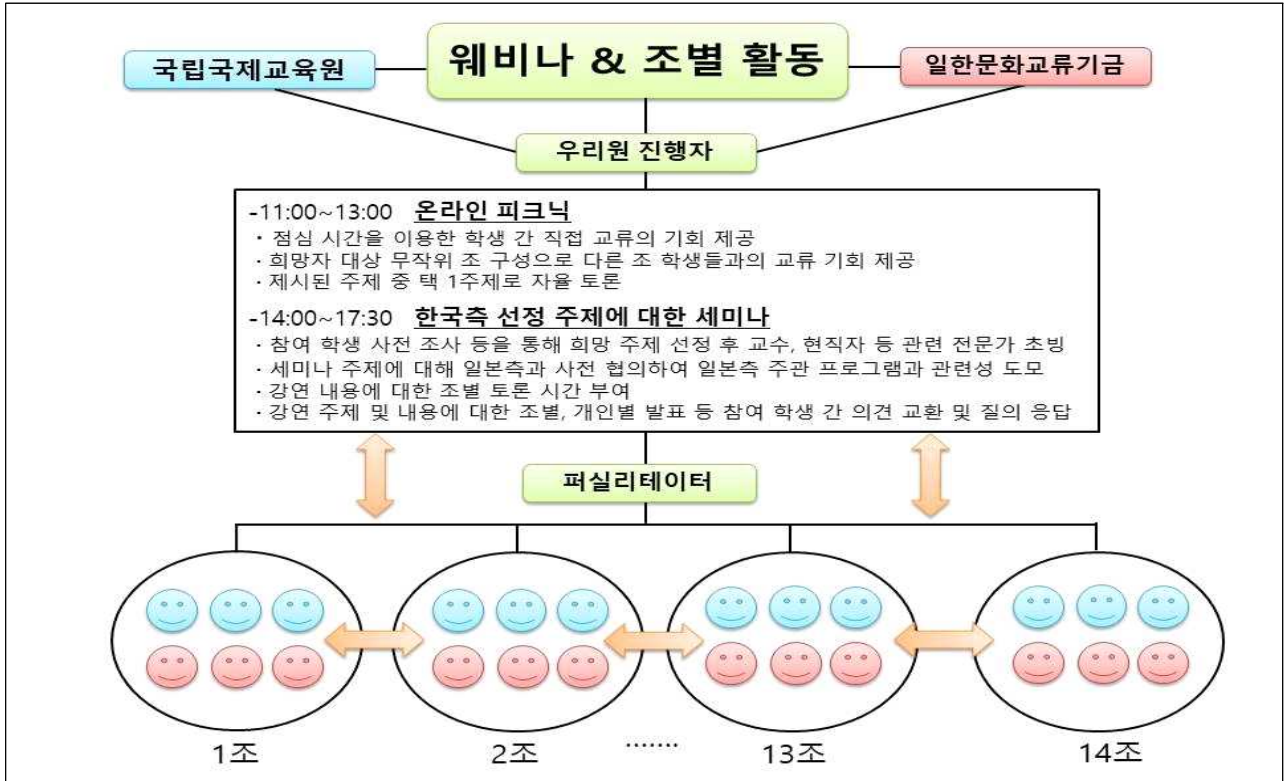 웨비나 & 조별 활동
국립국제교육원
일한문화교류기금
우리원 진행자
-11:00~13:00 온라인 피크닉
· 점심 시간을 이용한 학생 간 직접 교류의 기회 제공
· 희망자 대상 무작위 조 구성으로 다른 조 학생들과의 교류 기회 제공
· 제시된 주제 중 택 1주제로 자율 토론
-14:00~17:30 한국측 선정 주제에 대한 세미나
· 참여 학생 사전 조사 등을 통해 희망 주제 선정 후 교수, 현직자 등 관련 전문가 초빙
· 세미나 주제에 대해 일본측과 사전 협의하여 일본측 주관 프로그램과 관련성 도모
· 강연 내용에 대한 조별 토론 시간 부여
· 강연 주제 및 내용에 대한 조별, 개인별 발표 등 참여 학생 간 의견 교환 및 질의 응답
퍼실리테이터
1조
2조
.......
13조
14조